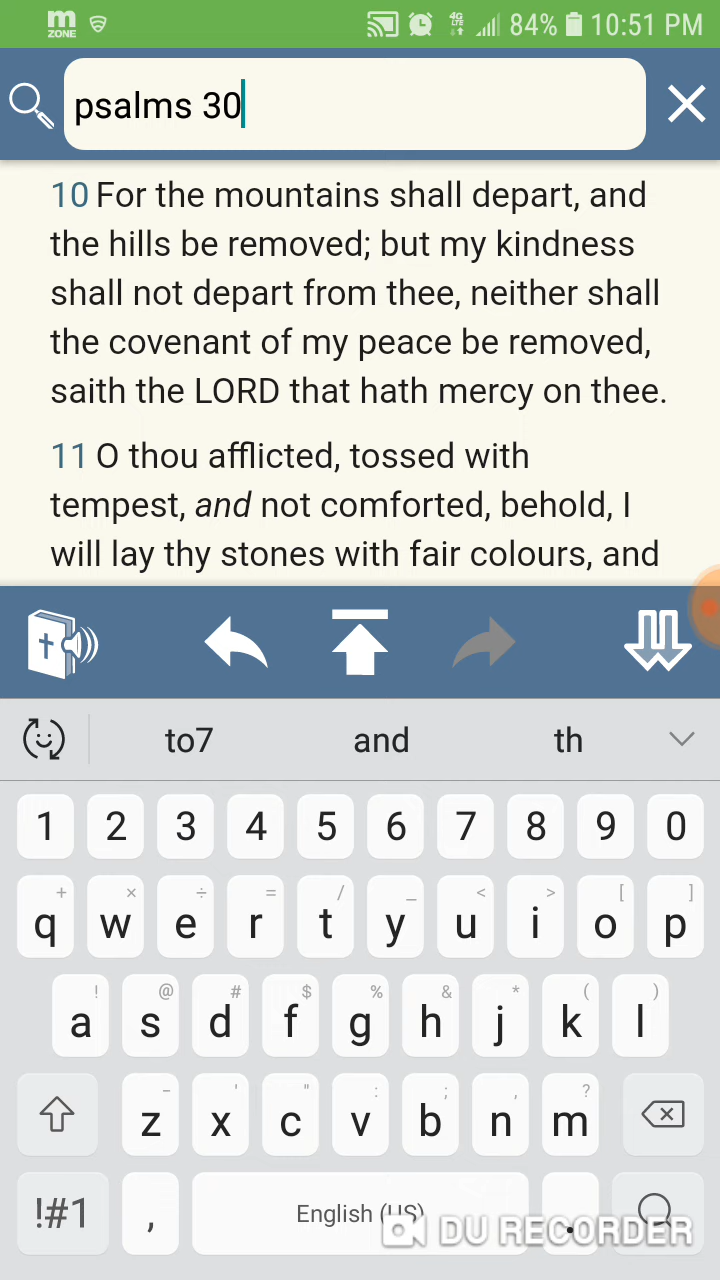 m ZONE 4G LTE 84% 10:51 PM
psalms 30
10 For the mountains shall depart, and
the hills be removed; but my kindness
shall not depart from thee, neither shall
the covenant of my peace be removed,
saith the LORD that hath mercy on thee.
11 O thou afflicted, tossed with
tempest, and not comforted, behold, I
will lay thy stones with fair colours, and
to7 and th
1 2 3 4 5 6 7 8 9 0
+ × ÷ = / _ < > [ ]
q w e r t y u i o p
! @ # $ % & * ( )
a s d f g h j k l
- ' " : ; , ?
z x c v b n m
!#1 , English (US) .
DU RECORDER